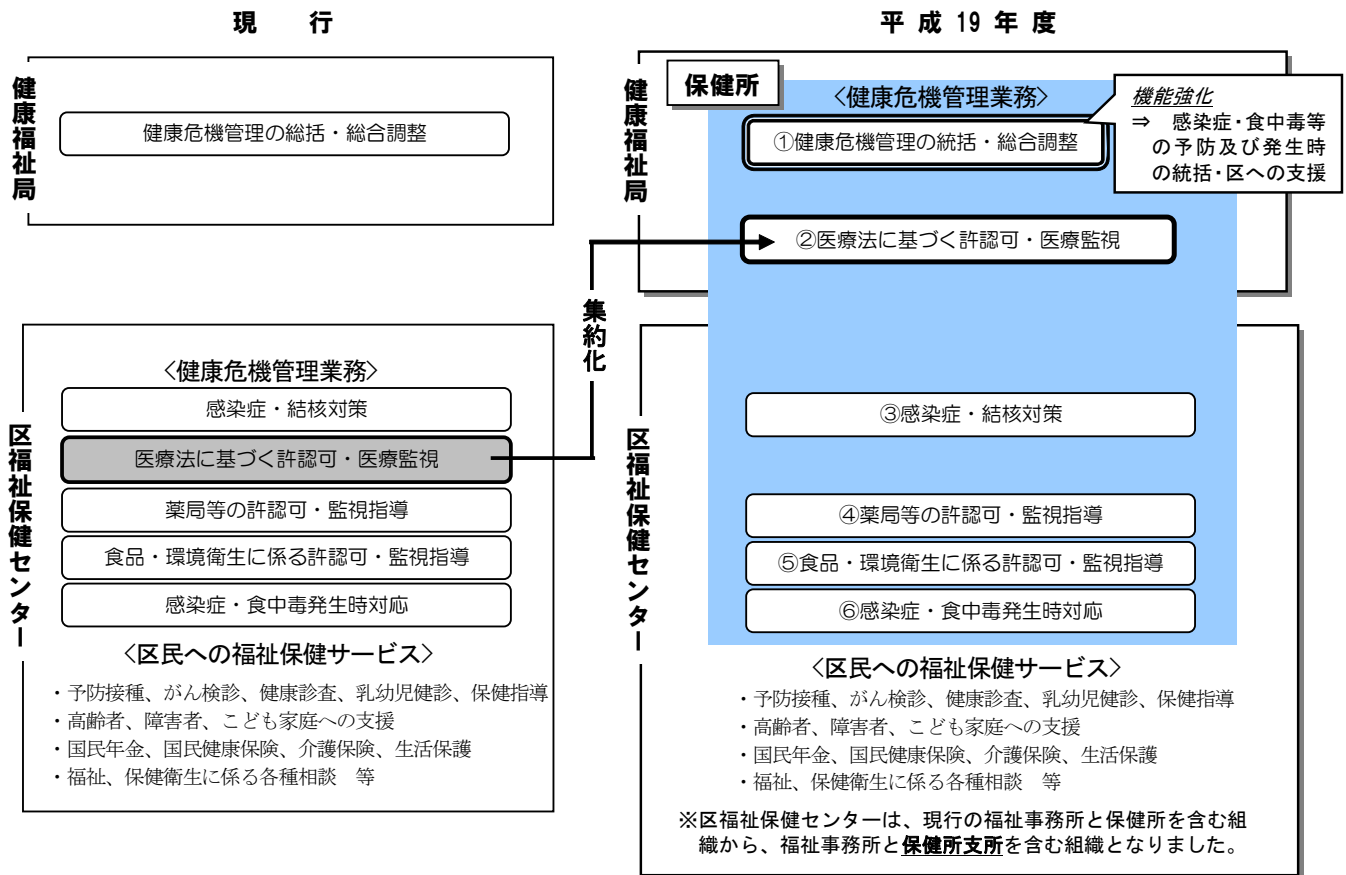 現　行
健康福祉局
健康危機管理の総括・総合調整
集約化
区福祉保健センター
〈健康危機管理業務〉
感染症・結核対策
医療法に基づく許認可・医療監視
薬局等の許認可・監視指導
食品・環境衛生に係る許認可・監視指導
感染症・食中毒発生時対応
〈区民への福祉保健サービス〉
・予防接種、がん検診、健康診査、乳幼児健診、保健指導
・高齢者、障害者、こども家庭への支援
・国民年金、国民健康保険、介護保険、生活保護
・福祉、保健衛生に係る各種相談　等
平成 19 年度
健康福祉局
保健所
〈健康危機管理業務〉
①健康危機管理の統括・総合調整
機能強化
⇒　感染症・食中毒等
の予防及び発生時
の統括・区への支援
②医療法に基づく許認可・医療監視
区福祉保健センター
③感染症・結核対策
④薬局等の許認可・監視指導
⑤食品・環境衛生に係る許認可・監視指導
⑥感染症・食中毒発生時対応
〈区民への福祉保健サービス〉
・予防接種、がん検診、健康診査、乳幼児健診、保健指導
・高齢者、障害者、こども家庭への支援
・国民年金、国民健康保険、介護保険、生活保護
・福祉、保健衛生に係る各種相談　等
※区福祉保健センターは、現行の福祉事務所と保健所を含む組
織から、福祉事務所と保健所支所を含む組織となりました。